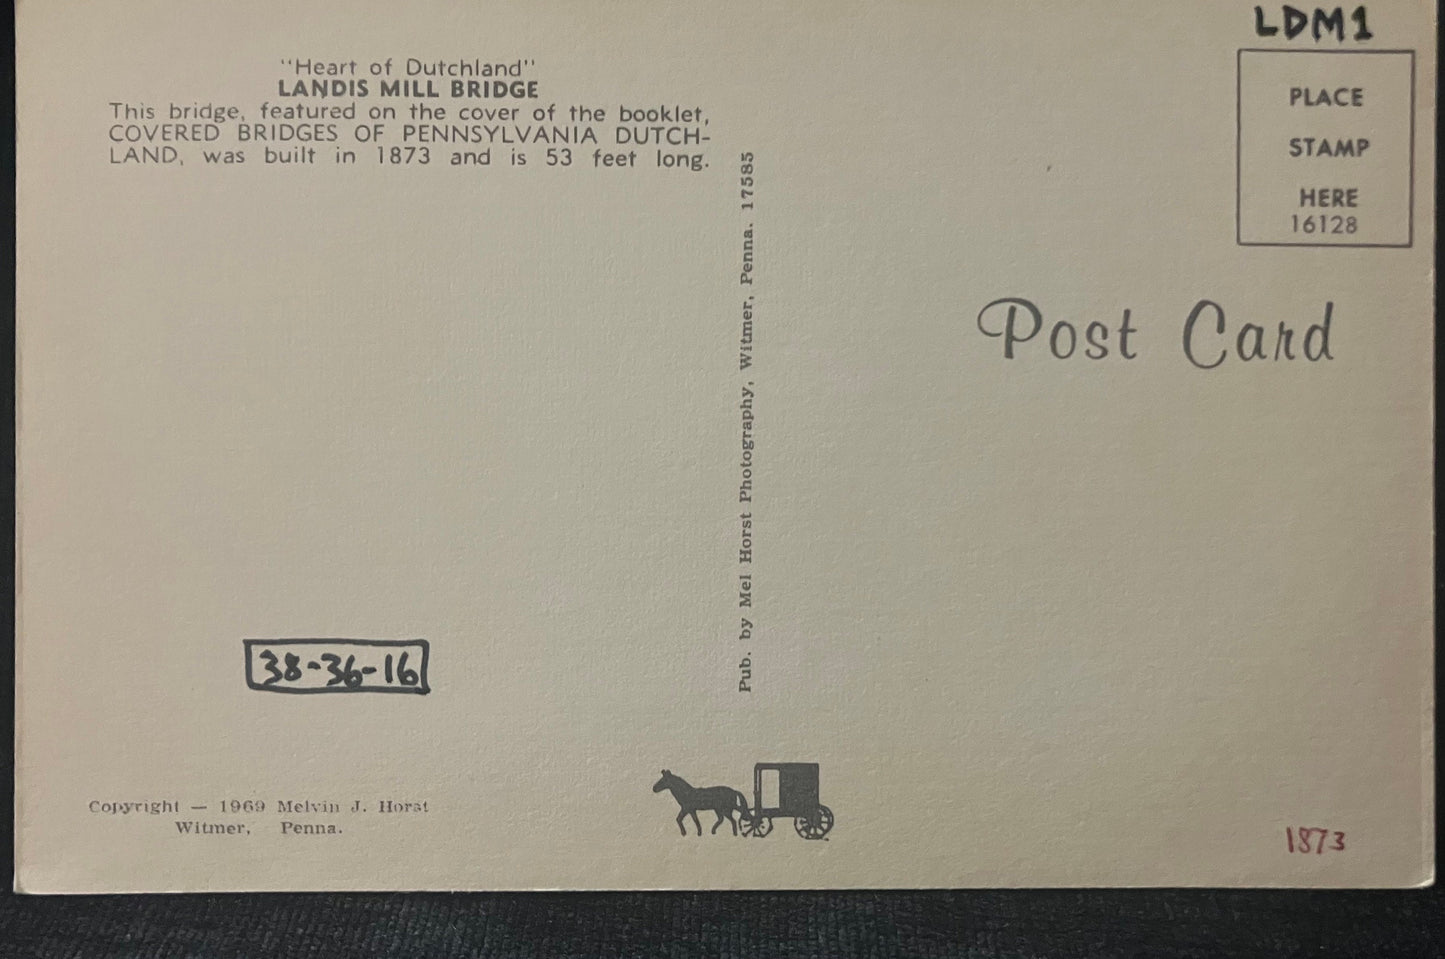 LDM1
"Heart of Dutchland"
LANDIS MILL BRIDGE
This bridge, featured on the cover of the booklet,
COVERED BRIDGES OF PENNSYLVANIA DUTCH-
LAND, was built in 1873 and is 53 feet long.
PLACE
STAMP
HERE
16128
Post Card
Pub. by Mel Horst Photography, Witmer, Penna. 17585
38-36-16
Copyright — 1969 Melvin J. Horst
Witmer, Penna.
1873